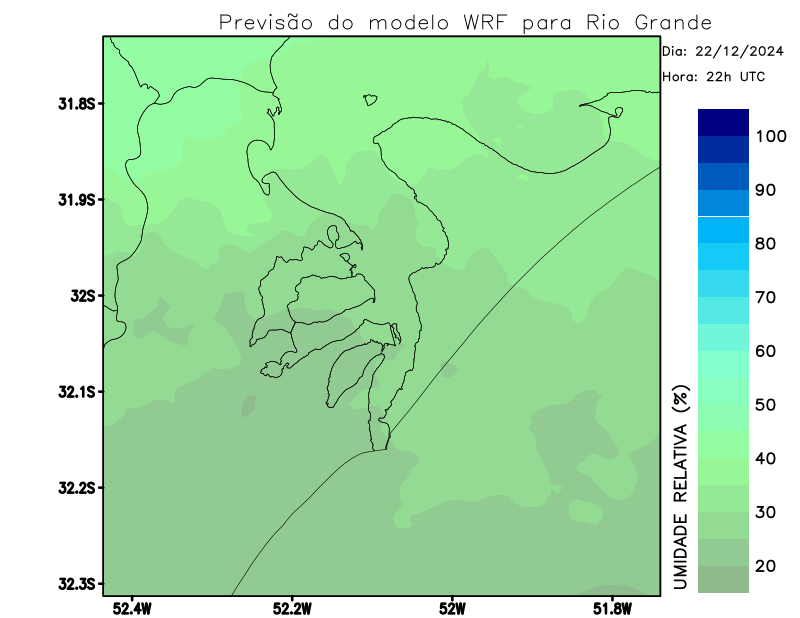 Previsão do modelo WRF para Rio Grande
Dia: 22/12/2024
Hora: 22h UTC
31.8S
31.9S
32S
32.1S
32.2S
32.3S
52.4W
52.2W
52W
51.8W
UMIDADE RELATIVA (%)
100
90
80
70
60
50
40
30
20